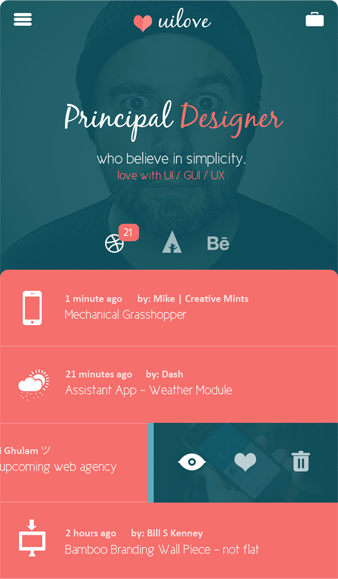 uilove
Principal Designer
who believe in simplicity.
love with UI / GUI / UX
21
Bē
1 minute ago by: Mike | Creative Mints
Mechanical Grasshopper
21 minutes ago by: Dash
Assistant App – Weather Module
i Ghulam ツ
upcoming web agency
2 hours ago by: Bill S Kenney
Bamboo Branding Wall Piece – not flat